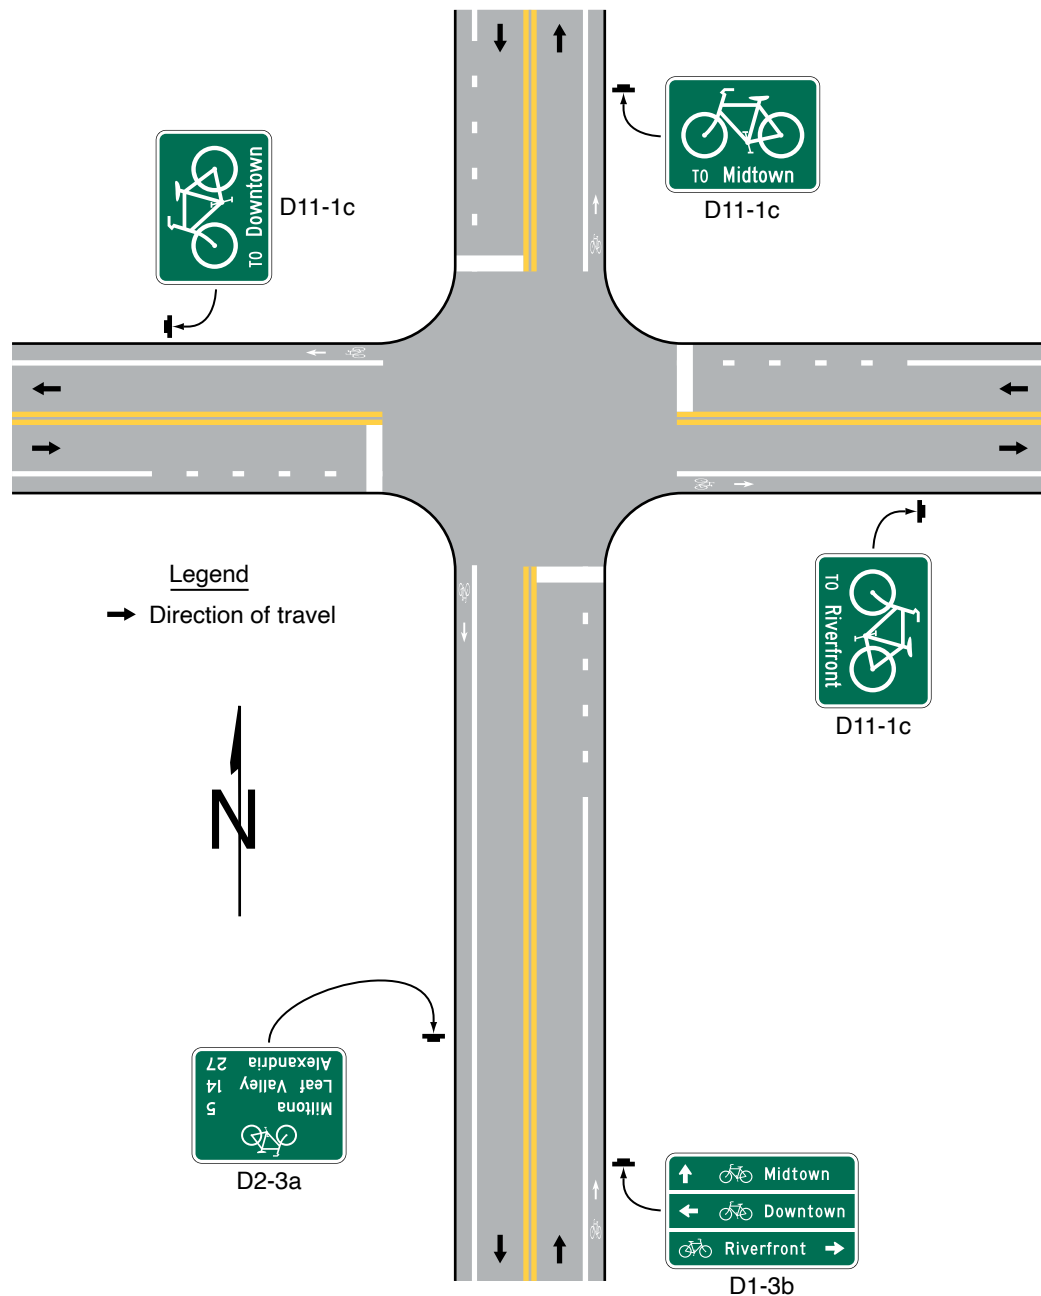 TO Midtown
D11-1c
TO Downtown
D11-1c
Legend
Direction of travel
TO Riverfront
D11-1c
N
Miltona 5
Leaf Valley 14
Alexandria 27
D2-3a
Midtown
Downtown
Riverfront
D1-3b